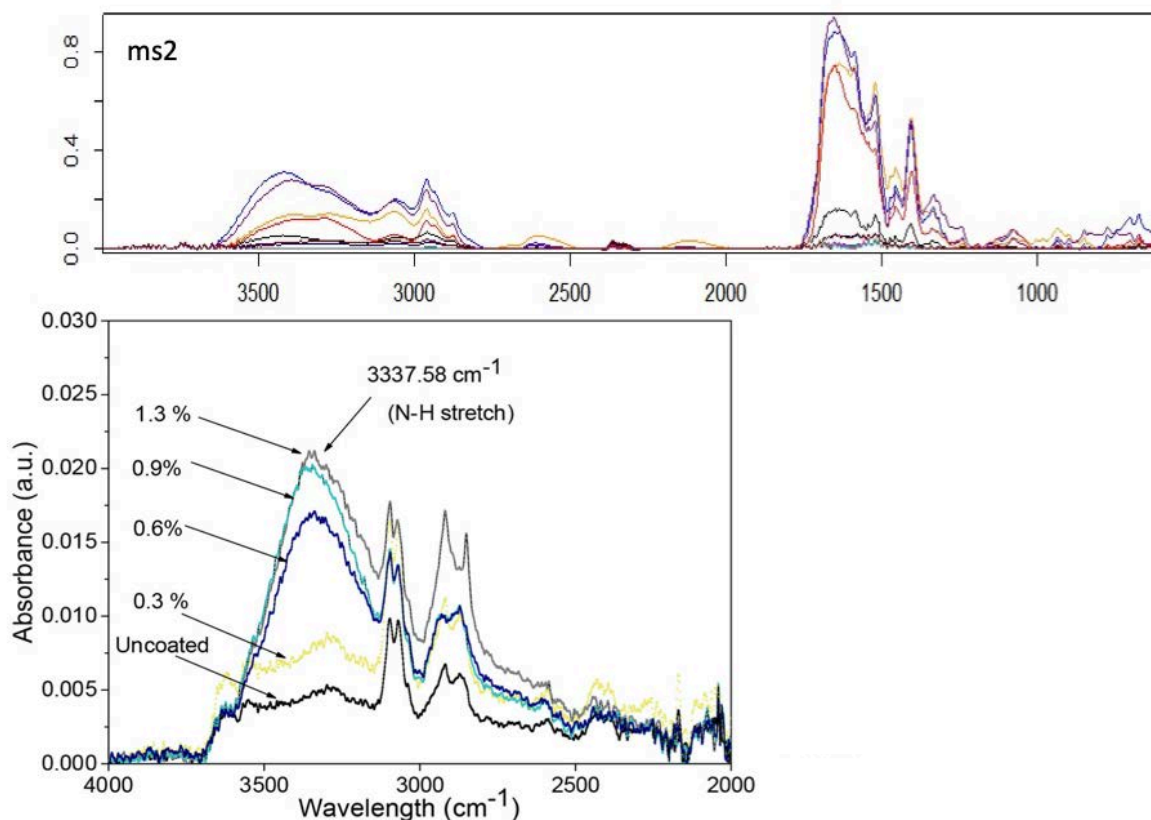 ms2
0.8
0.4
0.0
3500 3000 2500 2000 1500 1000
0.030
0.025
0.020
0.015
0.010
0.005
0.000
Absorbance (a.u.)
3337.58 cm-1
(N-H stretch)
1.3 %
0.9%
0.6%
0.3 %
Uncoated
4000 3500 3000 2500 2000
Wavelength (cm-1)